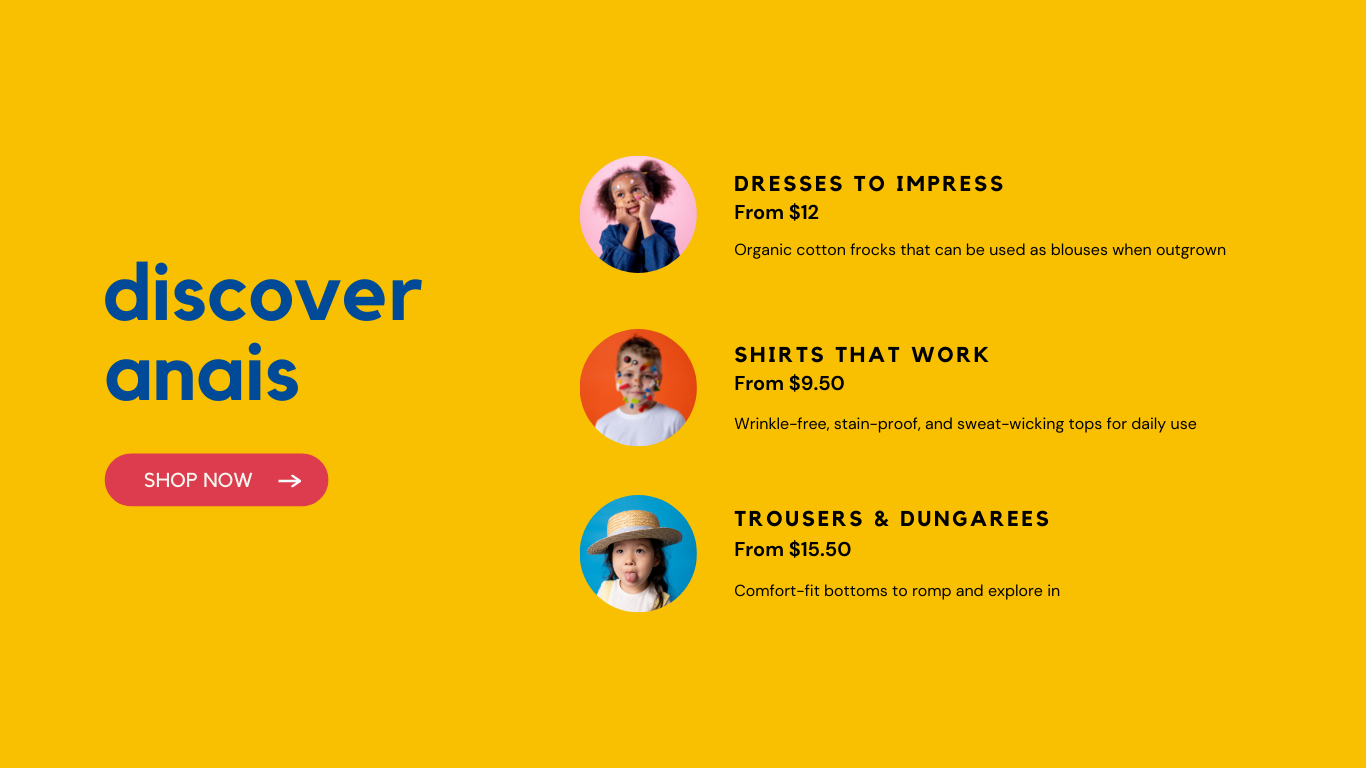 discover
anais
SHOP NOW
DRESSES TO IMPRESS
From $12
Organic cotton frocks that can be used as blouses when outgrown
SHIRTS THAT WORK
From $9.50
Wrinkle-free, stain-proof, and sweat-wicking tops for daily use
TROUSERS & DUNGAREES
From $15.50
Comfort-fit bottoms to romp and explore in